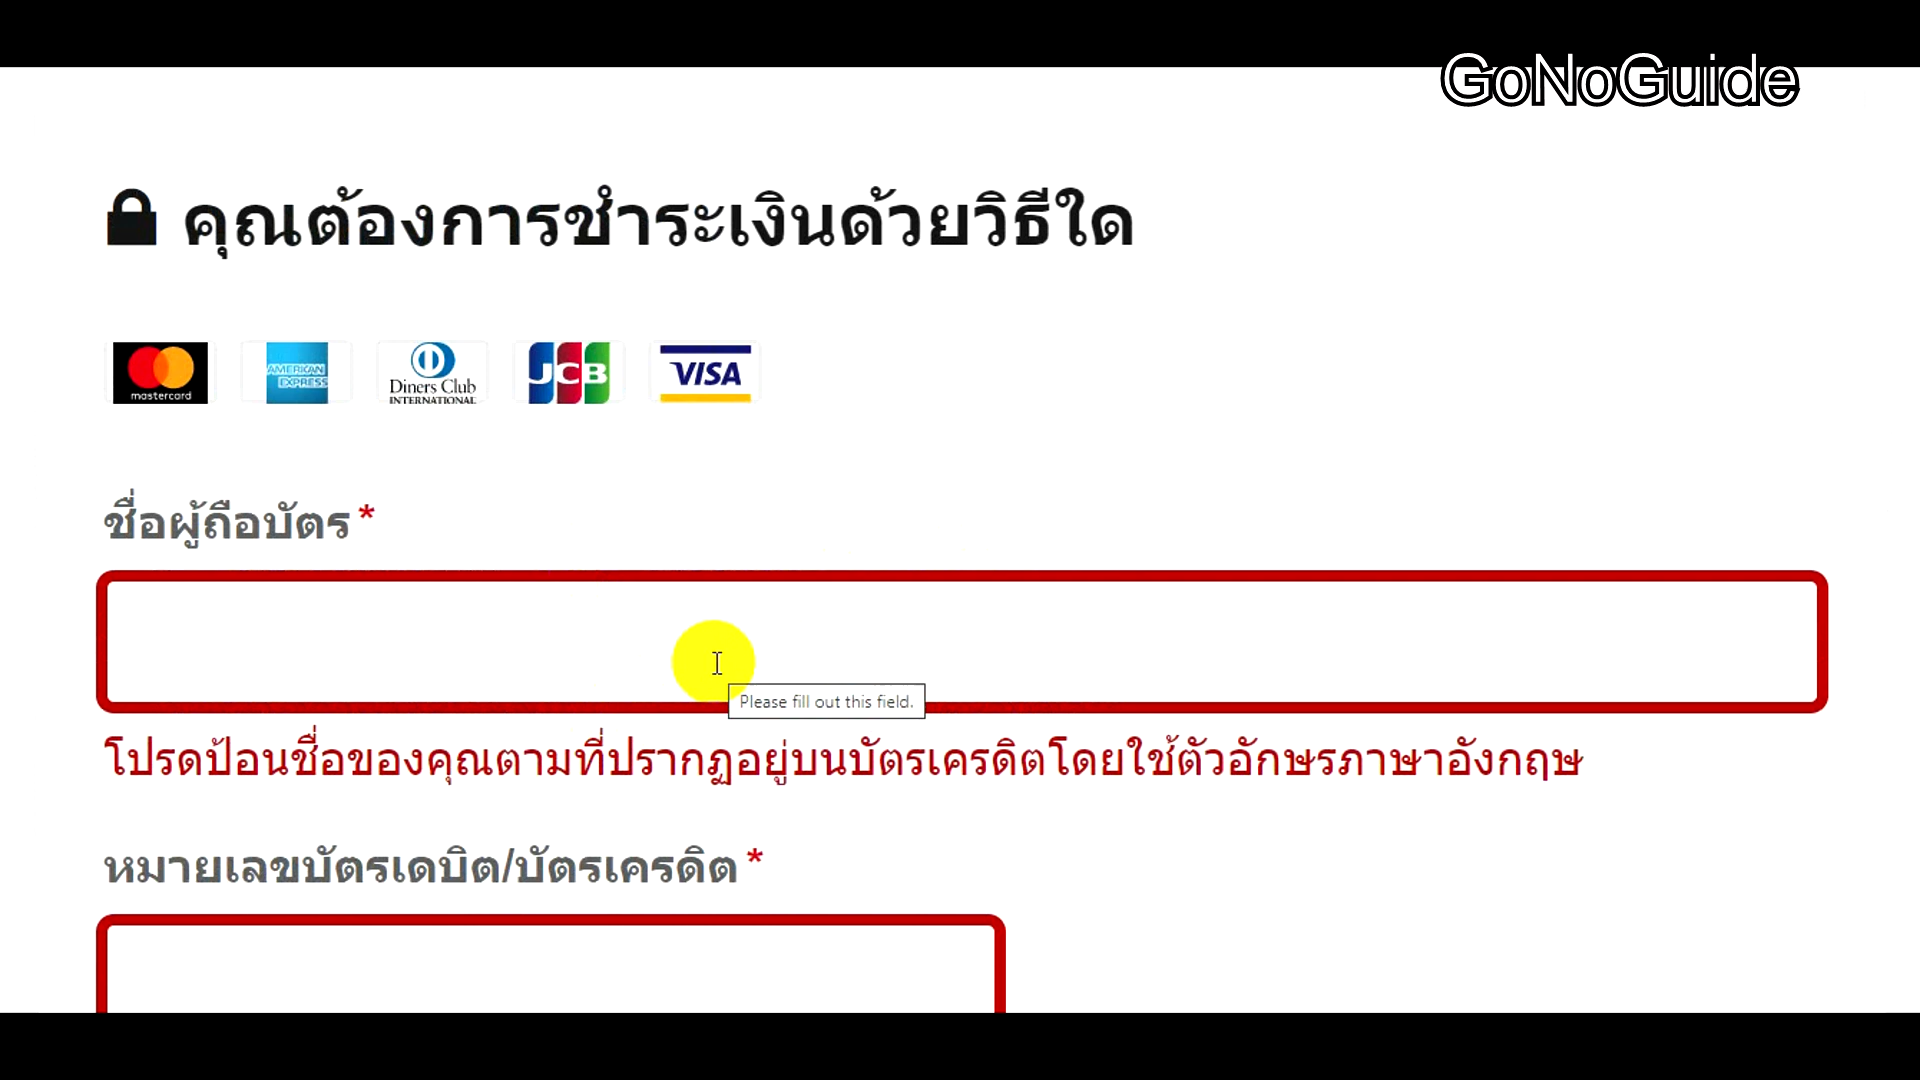 GoNoGuide
คุณต้องการชำระเงินด้วยวิธีใด
mastercard AMERICAN EXPRESS Diners Club INTERNATIONAL JCB VISA
ชื่อผู้ถือบัตร *
Please fill out this field.
โปรดป้อนชื่อของคุณตามที่ปรากฏอยู่บนบัตรเครดิตโดยใช้ตัวอักษรภาษาอังกฤษ
หมายเลขบัตรเดบิต/บัตรเครดิต *